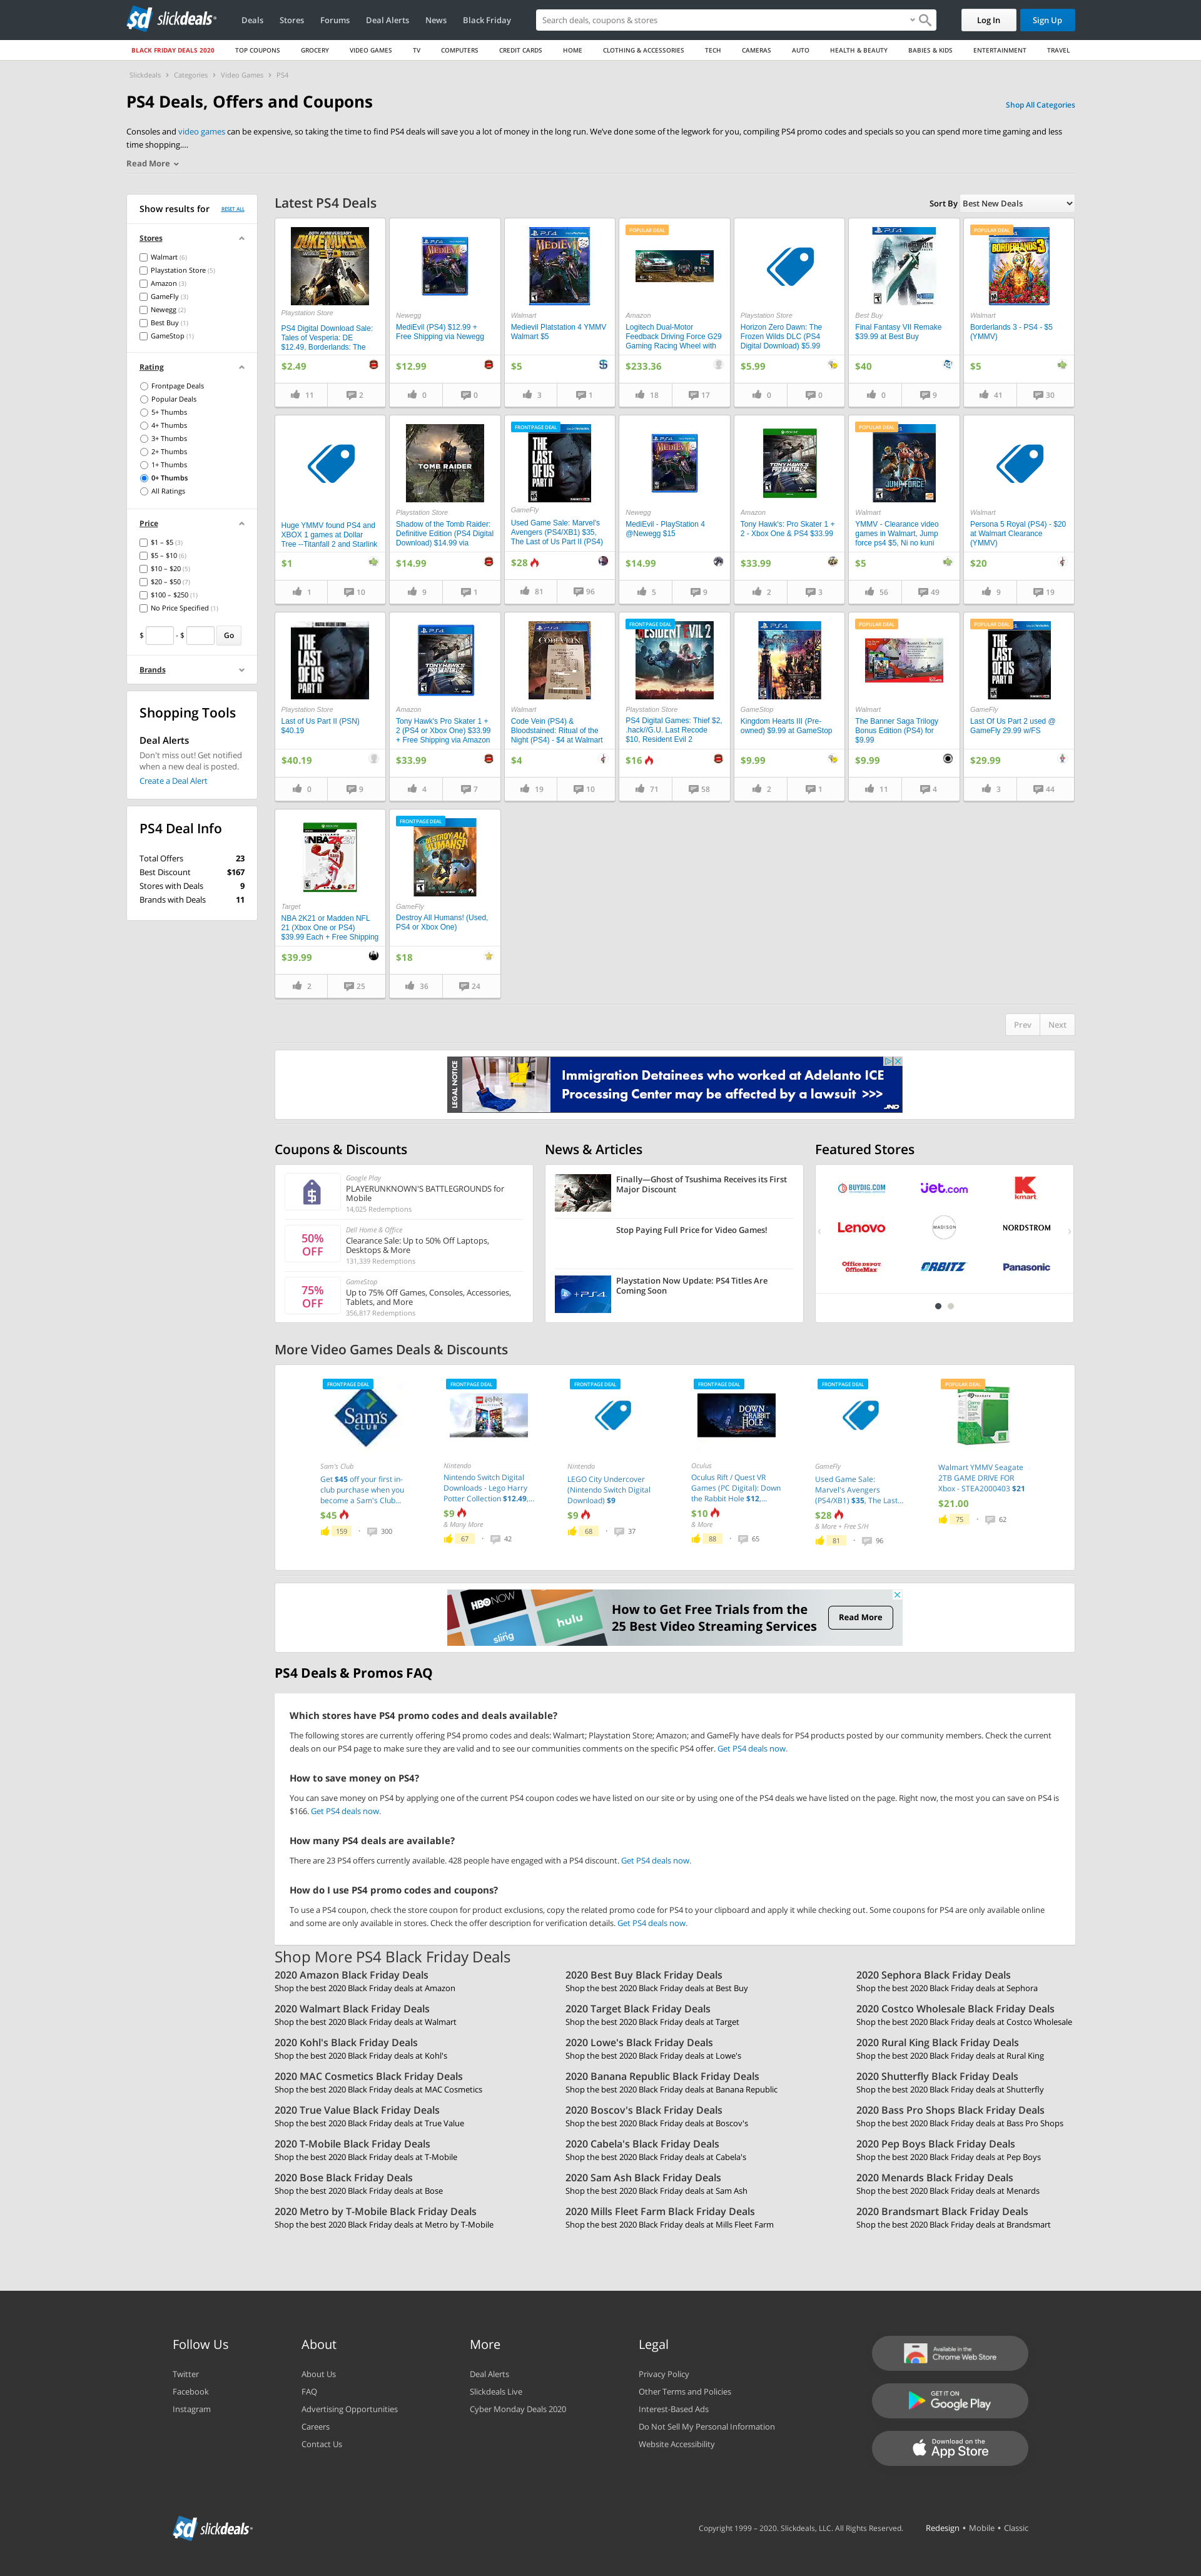 slickdeals
Deals
Stores
Forums
Deal Alerts
News
Black Friday
Search deals, coupons & stores
Log In
Sign Up
BLACK FRIDAY DEALS 2020
TOP COUPONS
GROCERY
VIDEO GAMES
TV
COMPUTERS
CREDIT CARDS
HOME
CLOTHING & ACCESSORIES
TECH
CAMERAS
AUTO
HEALTH & BEAUTY
BABIES & KIDS
ENTERTAINMENT
TRAVEL
Slickdeals > Categories > Video Games > PS4
PS4 Deals, Offers and Coupons
Shop All Categories
Consoles and video games can be expensive, so taking the time to find PS4 deals will save you a lot of money in the long run. We've done some of the legwork for you, compiling PS4 promo codes and specials so you can spend more time gaming and less
time shopping....
Read More
Show results for
RESET ALL
Stores
Walmart (6)
Playstation Store (5)
Amazon (3)
GameFly (3)
Newegg (2)
Best Buy (1)
GameStop (1)
Rating
Frontpage Deals
Popular Deals
5+ Thumbs
4+ Thumbs
3+ Thumbs
2+ Thumbs
1+ Thumbs
0+ Thumbs
All Ratings
Price
$1 – $5 (3)
$5 – $10 (6)
$10 – $20 (5)
$20 – $50 (7)
$100 – $250 (1)
No Price Specified (1)
$ - $ Go
Brands
Shopping Tools
Deal Alerts
Don't miss out! Get notified
when a new deal is posted.
Create a Deal Alert
PS4 Deal Info
Total Offers 23
Best Discount $167
Stores with Deals 9
Brands with Deals 11
Latest PS4 Deals
Sort By Best New Deals
Playstation Store
PS4 Digital Download Sale:
Tales of Vesperia: DE
$12.49, Borderlands: The
$2.49
11 2
Newegg
MediEvil (PS4) $12.99 +
Free Shipping via Newegg
$12.99
0 0
Walmart
Medievil Platstation 4 YMMV
Walmart $5
$5
3 1
POPULAR DEAL
Amazon
Logitech Dual-Motor
Feedback Driving Force G29
Gaming Racing Wheel with
$233.36
18 17
Playstation Store
Horizon Zero Dawn: The
Frozen Wilds DLC (PS4
Digital Download) $5.99
$5.99
0 0
Best Buy
Final Fantasy VII Remake
$39.99 at Best Buy
$40
0 9
POPULAR DEAL
Walmart
Borderlands 3 - PS4 - $5
(YMMV)
$5
41 30
Huge YMMV found PS4 and
XBOX 1 games at Dollar
Tree --Titanfall 2 and Starlink
$1
1 10
TOMB RAIDER
Playstation Store
Shadow of the Tomb Raider:
Definitive Edition (PS4 Digital
Download) $14.99 via
$14.99
9 1
FRONTPAGE DEAL
THE LAST OF US PART II
GameFly
Used Game Sale: Marvel's
Avengers (PS4/XB1) $35,
The Last of Us Part II (PS4)
$28
81 96
Newegg
MediEvil - PlayStation 4
@Newegg $15
$14.99
5 9
Amazon
Tony Hawk's: Pro Skater 1 +
2 - Xbox One & PS4 $33.99
$33.99
2 3
POPULAR DEAL
JUMP FORCE
Walmart
YMMV - Clearance video
games in Walmart, Jump
force ps4 $5, Ni no kuni
$5
56 49
Walmart
Persona 5 Royal (PS4) - $20
at Walmart Clearance
(YMMV)
$20
9 19
THE LAST OF US PART II
Playstation Store
Last of Us Part II (PSN)
$40.19
$40.19
0 9
Amazon
Tony Hawk's Pro Skater 1 +
2 (PS4 or Xbox One) $33.99
+ Free Shipping via Amazon
$33.99
4 7
CODE VEIN
Walmart
Code Vein (PS4) &
Bloodstained: Ritual of the
Night (PS4) - $4 at Walmart
$4
19 10
FRONTPAGE DEAL
RESIDENT EVIL 2
Playstation Store
PS4 Digital Games: Thief $2,
.hack//G.U. Last Recode
$10, Resident Evil 2
$16
71 58
GameStop
Kingdom Hearts III (Pre-
owned) $9.99 at GameStop
$9.99
2 1
POPULAR DEAL
Walmart
The Banner Saga Trilogy
Bonus Edition (PS4) for
$9.99
$9.99
11 4
POPULAR DEAL
THE LAST OF US PART II
GameFly
Last Of Us Part 2 used @
GameFly 29.99 w/FS
$29.99
3 44
NBA2K21
Target
NBA 2K21 or Madden NFL
21 (Xbox One or PS4)
$39.99 Each + Free Shipping
$39.99
2 25
FRONTPAGE DEAL
DESTROY ALL HUMANS!
GameFly
Destroy All Humans! (Used,
PS4 or Xbox One)
$18
36 24
Prev
Next
LEGAL NOTICE
Immigration Detainees who worked at Adelanto ICE
Processing Center may be affected by a lawsuit >>>
JND
Coupons & Discounts
Google Play
PLAYERUNKNOWN'S BATTLEGROUNDS for
Mobile
14,025 Redemptions
50%
OFF
Dell Home & Office
Clearance Sale: Up to 50% Off Laptops,
Desktops & More
131,339 Redemptions
75%
OFF
GameStop
Up to 75% Off Games, Consoles, Accessories,
Tablets, and More
356,817 Redemptions
News & Articles
Finally—Ghost of Tsushima Receives its First
Major Discount
Stop Paying Full Price for Video Games!
+PS4
Playstation Now Update: PS4 Titles Are
Coming Soon
Featured Stores
BUYDIG.COM
jet.com
kmart
Lenovo
MADISON
NORDSTROM
Office DEPOT
OfficeMax
ORBITZ
Panasonic
More Video Games Deals & Discounts
FRONTPAGE DEAL
Sam's CLUB
Sam's Club
Get $45 off your first in-
club purchase when you
become a Sam's Club...
$45
159 · 300
FRONTPAGE DEAL
Nintendo
Nintendo Switch Digital
Downloads - Lego Harry
Potter Collection $12.49,...
$9
& Many More
67 · 42
FRONTPAGE DEAL
Nintendo
LEGO City Undercover
(Nintendo Switch Digital
Download) $9
$9
68 · 37
FRONTPAGE DEAL
DOWN THE RABBIT HOLE
Oculus
Oculus Rift / Quest VR
Games (PC Digital): Down
the Rabbit Hole $12,...
$10
& More
88 · 65
FRONTPAGE DEAL
GameFly
Used Game Sale:
Marvel's Avengers
(PS4/XB1) $35, The Last...
$28
& More + Free S/H
81 · 96
POPULAR DEAL
Walmart YMMV Seagate
2TB GAME DRIVE FOR
Xbox - STEA2000403 $21
$21.00
75 · 62
HBO NOW
hulu
sling
How to Get Free Trials from the
25 Best Video Streaming Services
Read More
PS4 Deals & Promos FAQ
Which stores have PS4 promo codes and deals available?
The following stores are currently offering PS4 promo codes and deals: Walmart; Playstation Store; Amazon; and GameFly have deals for PS4 products posted by our community members. Check the current
deals on our PS4 page to make sure they are valid and to see our communities comments on the specific PS4 offer. Get PS4 deals now.
How to save money on PS4?
You can save money on PS4 by applying one of the current PS4 coupon codes we have listed on our site or by using one of the PS4 deals we have listed on the page. Right now, the most you can save on PS4 is
$166. Get PS4 deals now.
How many PS4 deals are available?
There are 23 PS4 offers currently available. 428 people have engaged with a PS4 discount. Get PS4 deals now.
How do I use PS4 promo codes and coupons?
To use a PS4 coupon, check the store coupon for product exclusions, copy the related promo code for PS4 to your clipboard and apply it while checking out. Some coupons for PS4 are only available online
and some are only available in stores. Check the offer description for verification details. Get PS4 deals now.
Shop More PS4 Black Friday Deals
2020 Amazon Black Friday Deals
Shop the best 2020 Black Friday deals at Amazon
2020 Best Buy Black Friday Deals
Shop the best 2020 Black Friday deals at Best Buy
2020 Sephora Black Friday Deals
Shop the best 2020 Black Friday deals at Sephora
2020 Walmart Black Friday Deals
Shop the best 2020 Black Friday deals at Walmart
2020 Target Black Friday Deals
Shop the best 2020 Black Friday deals at Target
2020 Costco Wholesale Black Friday Deals
Shop the best 2020 Black Friday deals at Costco Wholesale
2020 Kohl's Black Friday Deals
Shop the best 2020 Black Friday deals at Kohl's
2020 Lowe's Black Friday Deals
Shop the best 2020 Black Friday deals at Lowe's
2020 Rural King Black Friday Deals
Shop the best 2020 Black Friday deals at Rural King
2020 MAC Cosmetics Black Friday Deals
Shop the best 2020 Black Friday deals at MAC Cosmetics
2020 Banana Republic Black Friday Deals
Shop the best 2020 Black Friday deals at Banana Republic
2020 Shutterfly Black Friday Deals
Shop the best 2020 Black Friday deals at Shutterfly
2020 True Value Black Friday Deals
Shop the best 2020 Black Friday deals at True Value
2020 Boscov's Black Friday Deals
Shop the best 2020 Black Friday deals at Boscov's
2020 Bass Pro Shops Black Friday Deals
Shop the best 2020 Black Friday deals at Bass Pro Shops
2020 T-Mobile Black Friday Deals
Shop the best 2020 Black Friday deals at T-Mobile
2020 Cabela's Black Friday Deals
Shop the best 2020 Black Friday deals at Cabela's
2020 Pep Boys Black Friday Deals
Shop the best 2020 Black Friday deals at Pep Boys
2020 Bose Black Friday Deals
Shop the best 2020 Black Friday deals at Bose
2020 Sam Ash Black Friday Deals
Shop the best 2020 Black Friday deals at Sam Ash
2020 Menards Black Friday Deals
Shop the best 2020 Black Friday deals at Menards
2020 Metro by T-Mobile Black Friday Deals
Shop the best 2020 Black Friday deals at Metro by T-Mobile
2020 Mills Fleet Farm Black Friday Deals
Shop the best 2020 Black Friday deals at Mills Fleet Farm
2020 Brandsmart Black Friday Deals
Shop the best 2020 Black Friday deals at Brandsmart
Follow Us
Twitter
Facebook
Instagram
About
About Us
FAQ
Advertising Opportunities
Careers
Contact Us
More
Deal Alerts
Slickdeals Live
Cyber Monday Deals 2020
Legal
Privacy Policy
Other Terms and Policies
Interest-Based Ads
Do Not Sell My Personal Information
Website Accessibility
Available in the
Chrome Web Store
GET IT ON
Google Play
Download on the
App Store
slickdeals
Copyright 1999 – 2020. Slickdeals, LLC. All Rights Reserved.
Redesign • Mobile • Classic